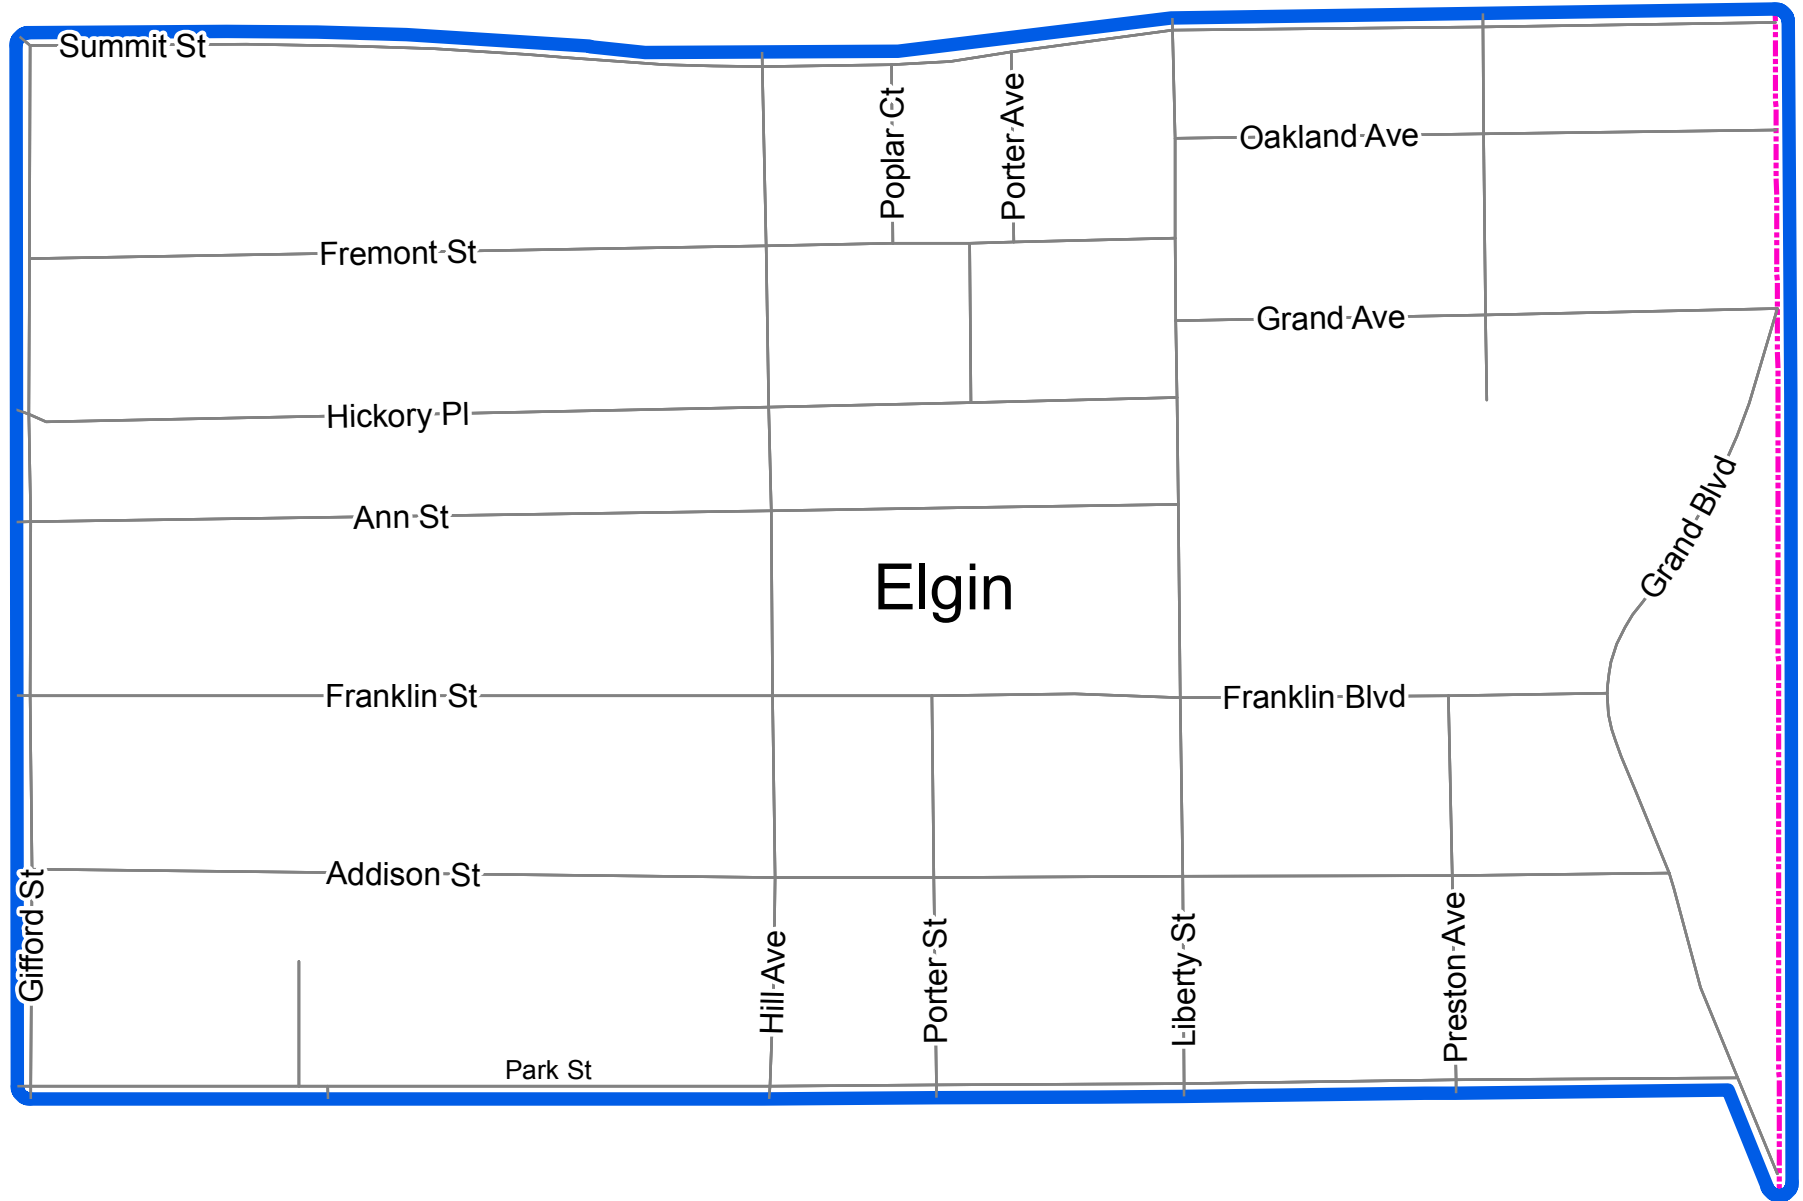 Summit St
Poplar Ct
Porter Ave
Oakland Ave
Fremont St
Grand Ave
Hickory Pl
Ann St
Grand Blvd
Elgin
Franklin St
Franklin Blvd
Addison St
Gifford St
Hill Ave
Porter St
Liberty St
Preston Ave
Park St